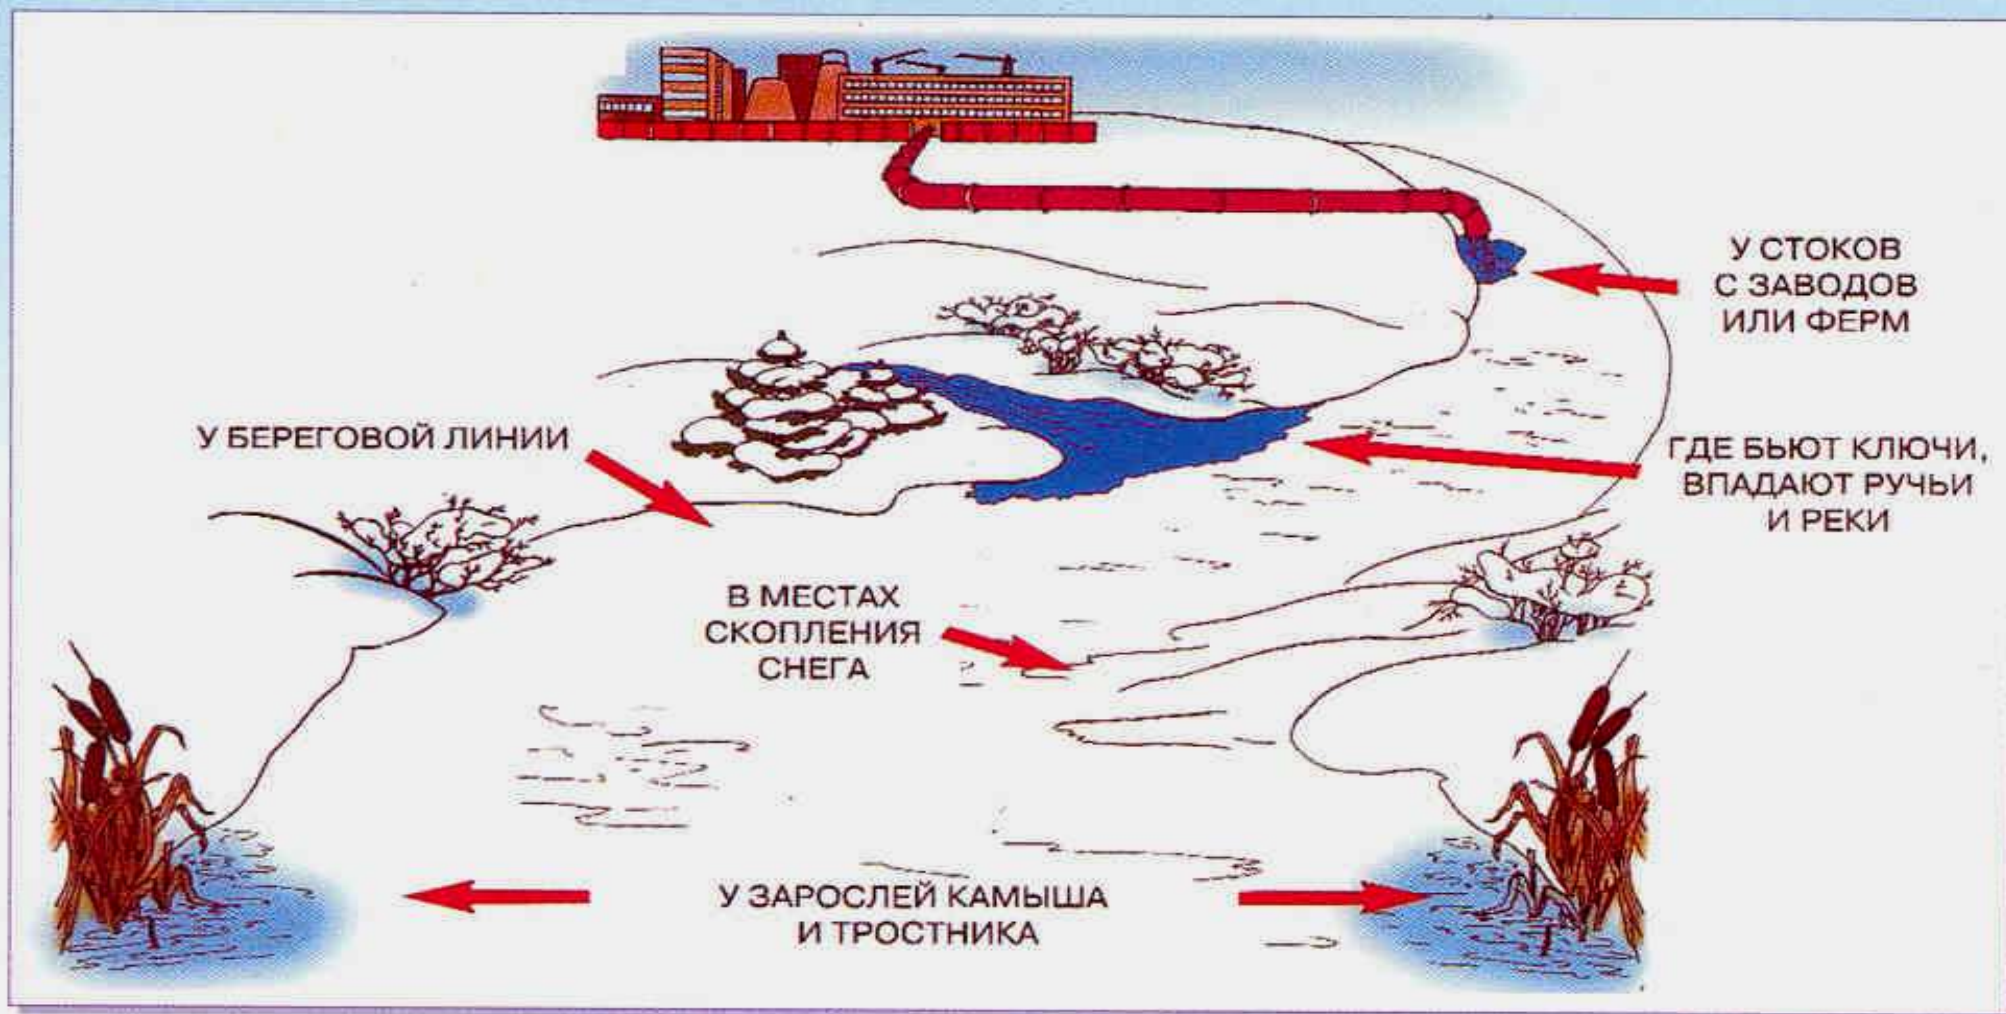 У СТОКОВ
С ЗАВОДОВ
ИЛИ ФЕРМ
У БЕРЕГОВОЙ ЛИНИИ
ГДЕ БЬЮТ КЛЮЧИ,
ВПАДАЮТ РУЧЬИ
И РЕКИ
В МЕСТАХ
СКОПЛЕНИЯ
СНЕГА
У ЗАРОСЛЕЙ КАМЫША
И ТРОСТНИКА